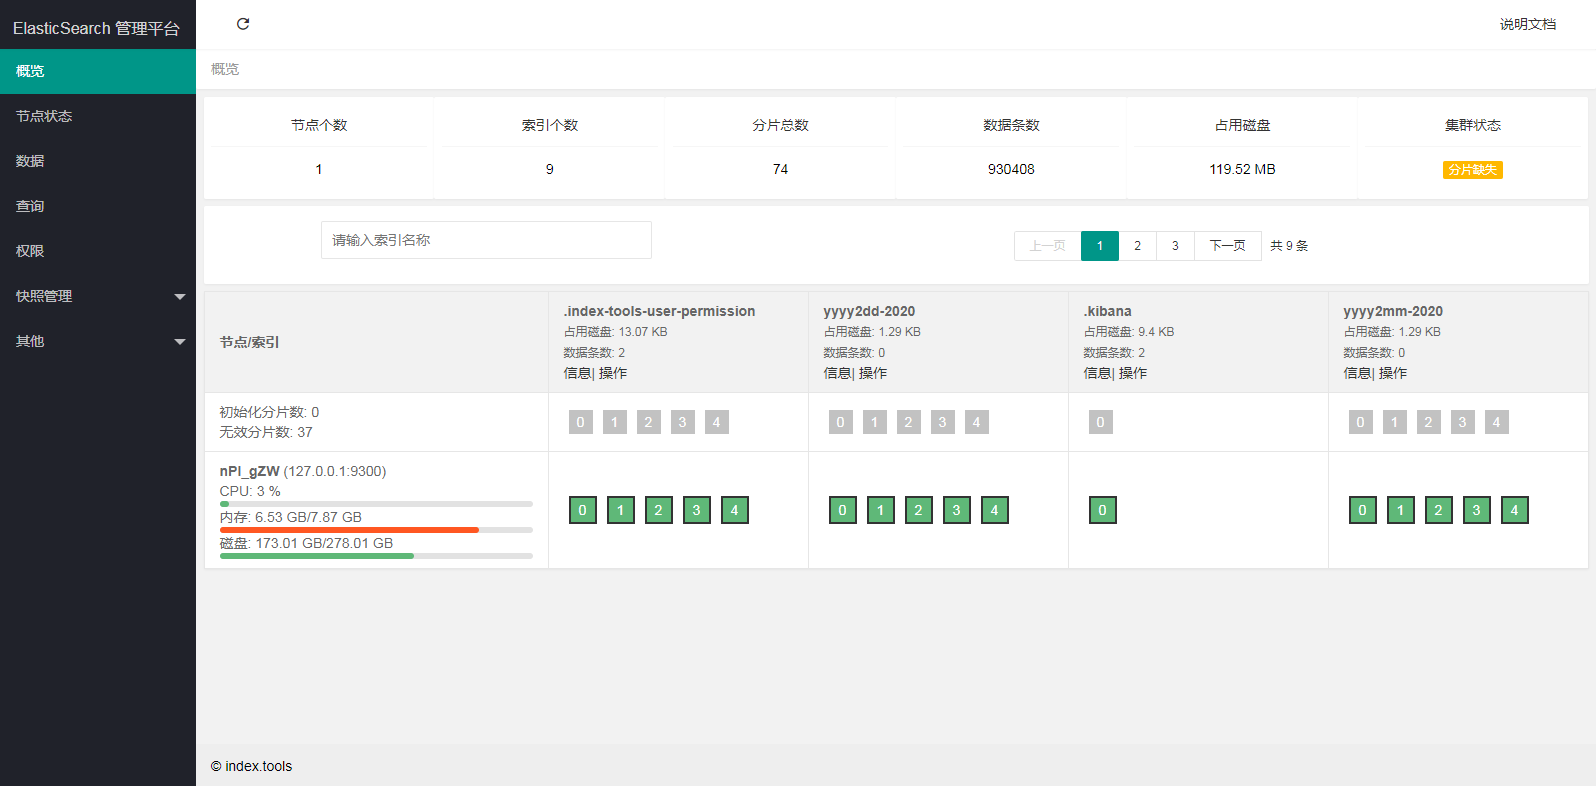 ElasticSearch 管理平台
概览
节点状态
数据
查询
权限
快照管理
其他
说明文档
概览
节点个数 索引个数 分片总数 数据条数 占用磁盘 集群状态
1 9 74 930408 119.52 MB 分片缺失
请输入索引名称
上一页 1 2 3 下一页 共 9 条
节点/索引
.index-tools-user-permission
占用磁盘: 13.07 KB
数据条数: 2
信息| 操作
yyyy2dd-2020
占用磁盘: 1.29 KB
数据条数: 0
信息| 操作
.kibana
占用磁盘: 9.4 KB
数据条数: 2
信息| 操作
yyyy2mm-2020
占用磁盘: 1.29 KB
数据条数: 0
信息| 操作
初始化分片数: 0
无效分片数: 37
0 1 2 3 4
0 1 2 3 4
0
0 1 2 3 4
nPl_gZW (127.0.0.1:9300)
CPU: 3 %
内存: 6.53 GB/7.87 GB
磁盘: 173.01 GB/278.01 GB
0 1 2 3 4
0 1 2 3 4
0
0 1 2 3 4
© index.tools